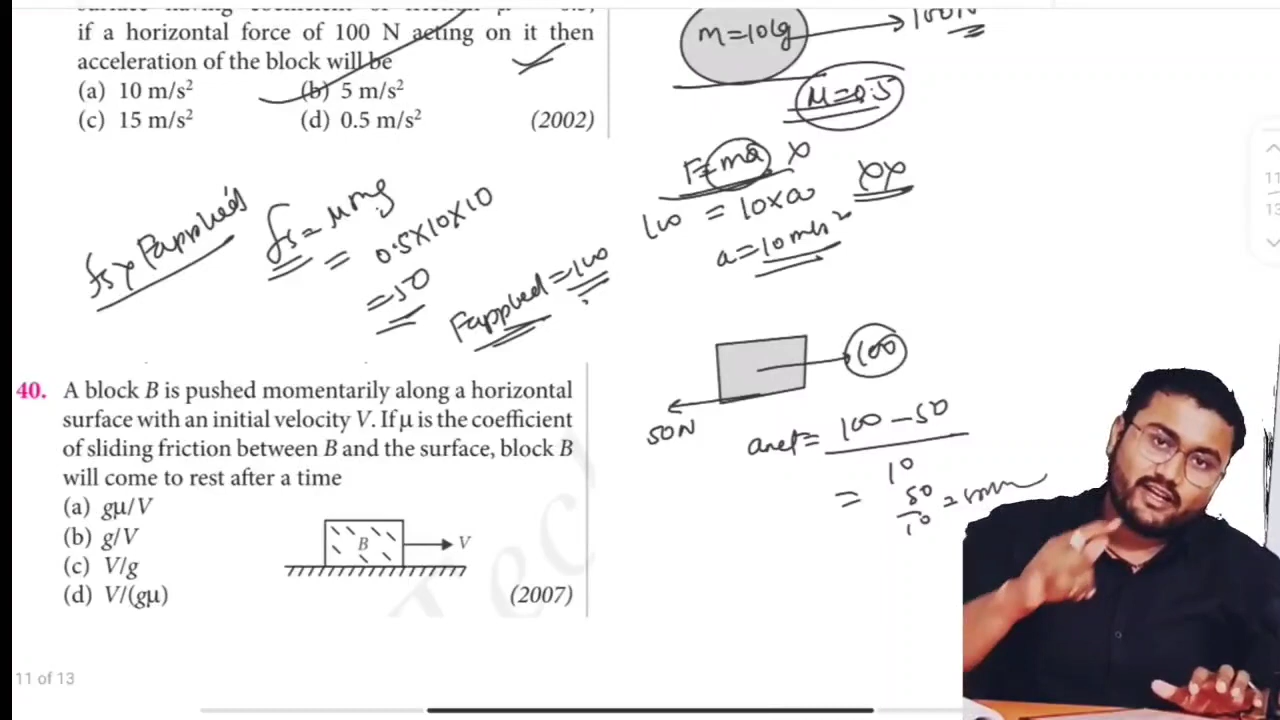 if a horizontal force of 100 N acting on it then
acceleration of the block will be
(a) 10 m/s²
(b) 5 m/s²
(c) 15 m/s²
(d) 0.5 m/s²
(2002)
M=10kg
100N
μ=0.5
F=ma
100 = 10×a
a=10m/s²
fs = μmg
= 0.5×10×10
=50
Fapplied=100
100
50N
anet = 100 – 50
10
= 50
10
40. A block B is pushed momentarily along a horizontal
surface with an initial velocity V. If μ is the coefficient
of sliding friction between B and the surface, block B
will come to rest after a time
(a) gμ/V
(b) g/V
(c) V/g
(d) V/(gμ)
B
V
(2007)
11 of 13
11
13